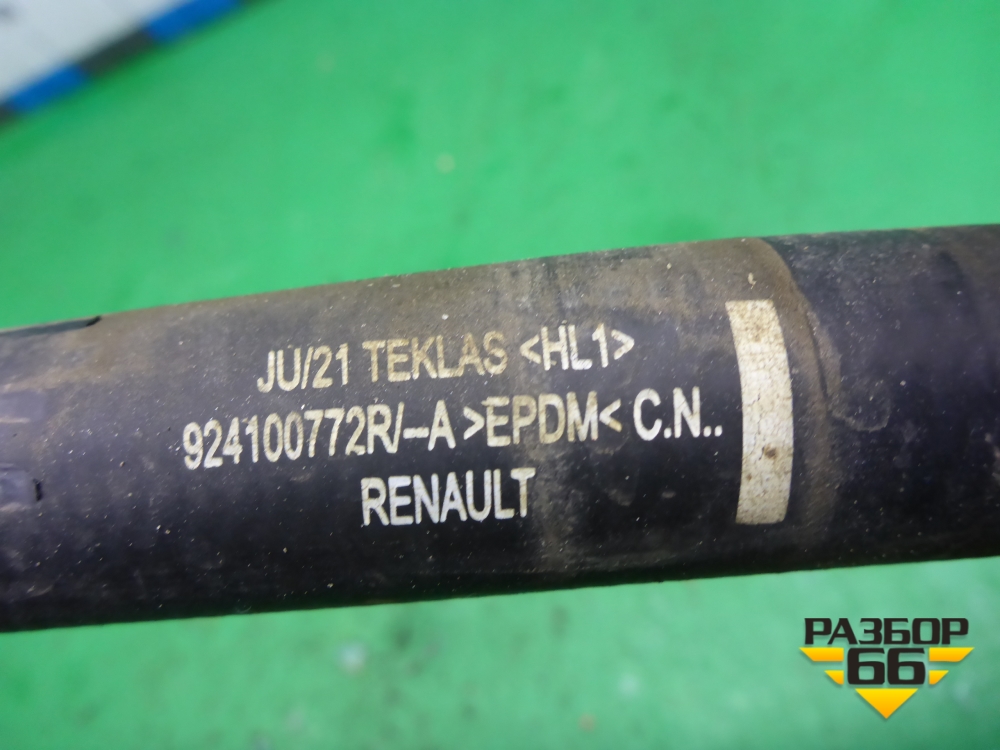 JU/21 TEKLAS <HL1>
924100772R/--A >EPDM< C.N..
RENAULT
РАЗБОР
66